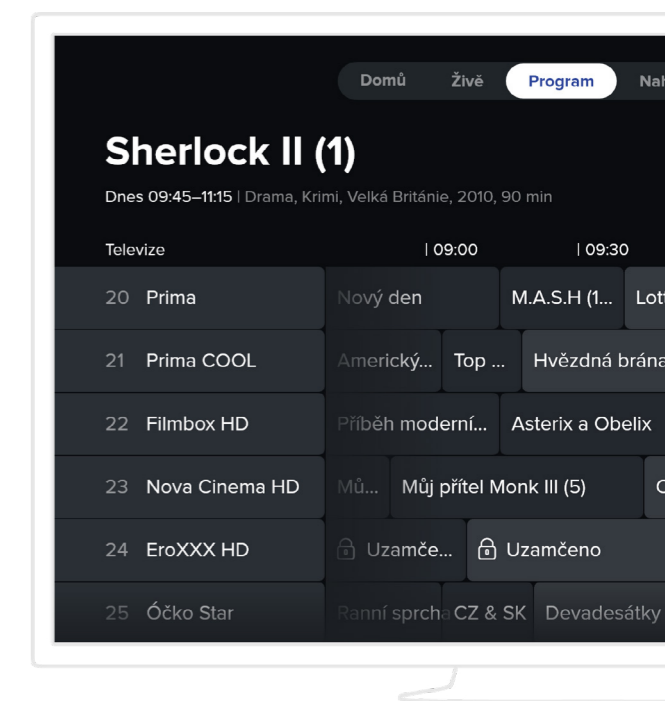 Domů Živě Program Nah
Sherlock II (1)
Dnes 09:45–11:15 | Drama, Krimi, Velká Británie, 2010, 90 min
Televize | 09:00 | 09:30
20 Prima Nový den M.A.S.H (1... Lott
21 Prima COOL Americký... Top ... Hvězdná brána
22 Filmbox HD Příběh moderní... Asterix a Obelix
23 Nova Cinema HD Mů... Můj přítel Monk III (5)
24 EroXXX HD Uzamče... Uzamčeno
25 Óčko Star Ranní sprcha CZ & SK Devadesátky